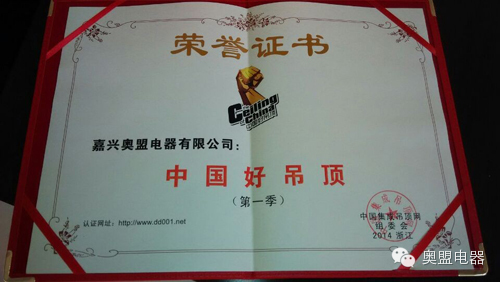 荣誉证书
Ceiling
China
嘉兴奥盟电器有限公司：
中国好吊顶
（第一季）
认证网址：http://www.dd001.net
中国集成吊顶网
组委会
2014 浙江
奥盟电器